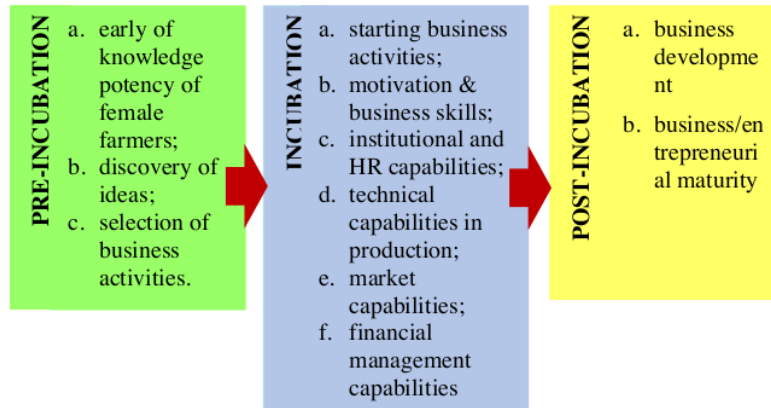 PRE-INCUBATION
a. early of
knowledge
potency of
female
farmers;
b. discovery of
ideas;
c. selection of
business
activities.
INCUBATION
a. starting business
activities;
b. motivation &
business skills;
c. institutional and
HR capabilities;
d. technical
capabilities in
production;
e. market
capabilities;
f. financial
management
capabilities
POST-INCUBATION
a. business
developme
nt
b. business/en
trepreneuri
al maturity